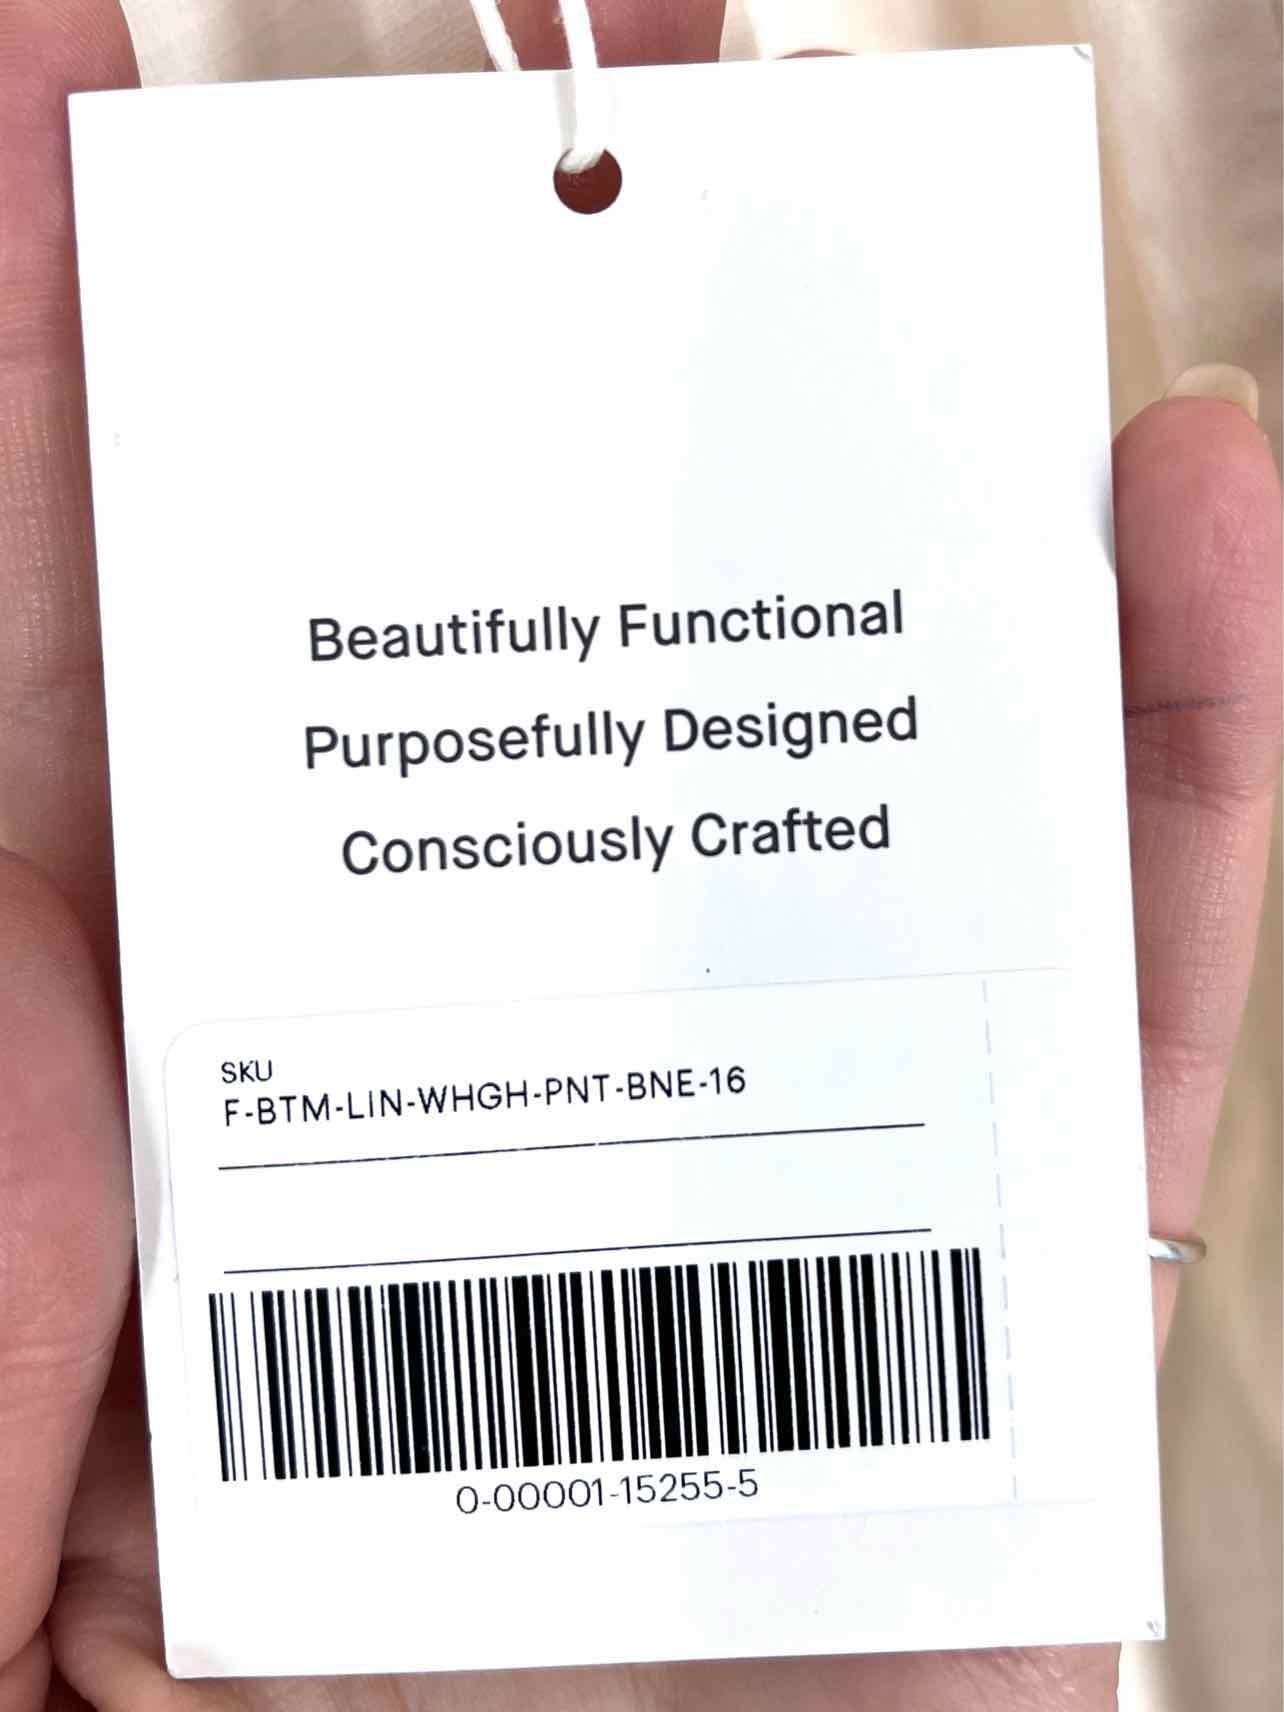 Beautifully Functional
Purposefully Designed
Consciously Crafted
SKU
F-BTM-LIN-WHGH-PNT-BNE-16
0-00001-15255-5